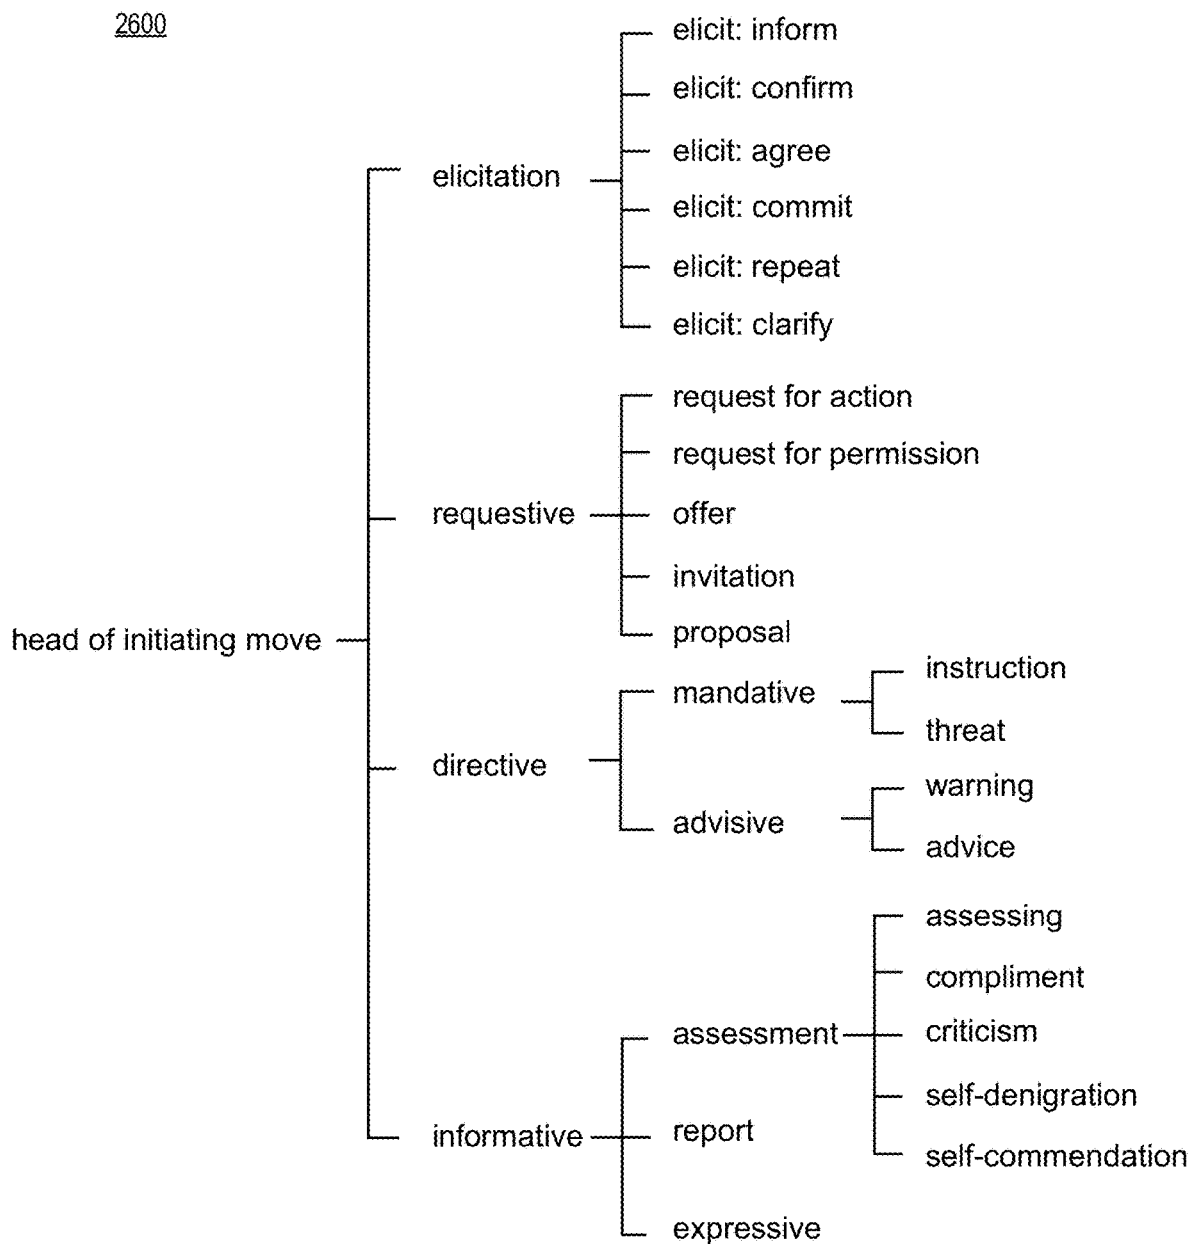 2600
elicit: inform
elicit: confirm
elicit: agree
elicitation
elicit: commit
elicit: repeat
elicit: clarify
request for action
request for permission
requestive
offer
invitation
head of initiating move
proposal
mandative
instruction
threat
directive
warning
advisive
advice
assessing
compliment
assessment
criticism
self-denigration
informative
report
self-commendation
expressive